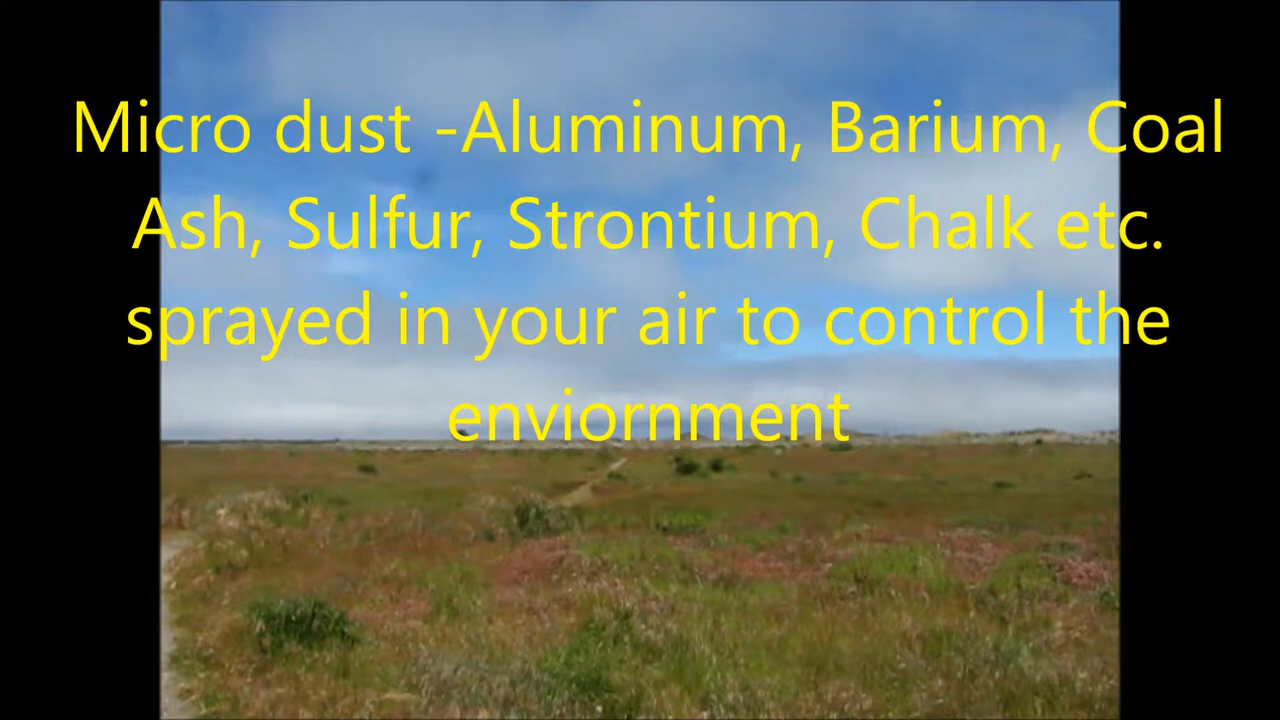 Micro dust -Aluminum, Barium, Coal
Ash, Sulfur, Strontium, Chalk etc.
sprayed in your air to control the
enviornment